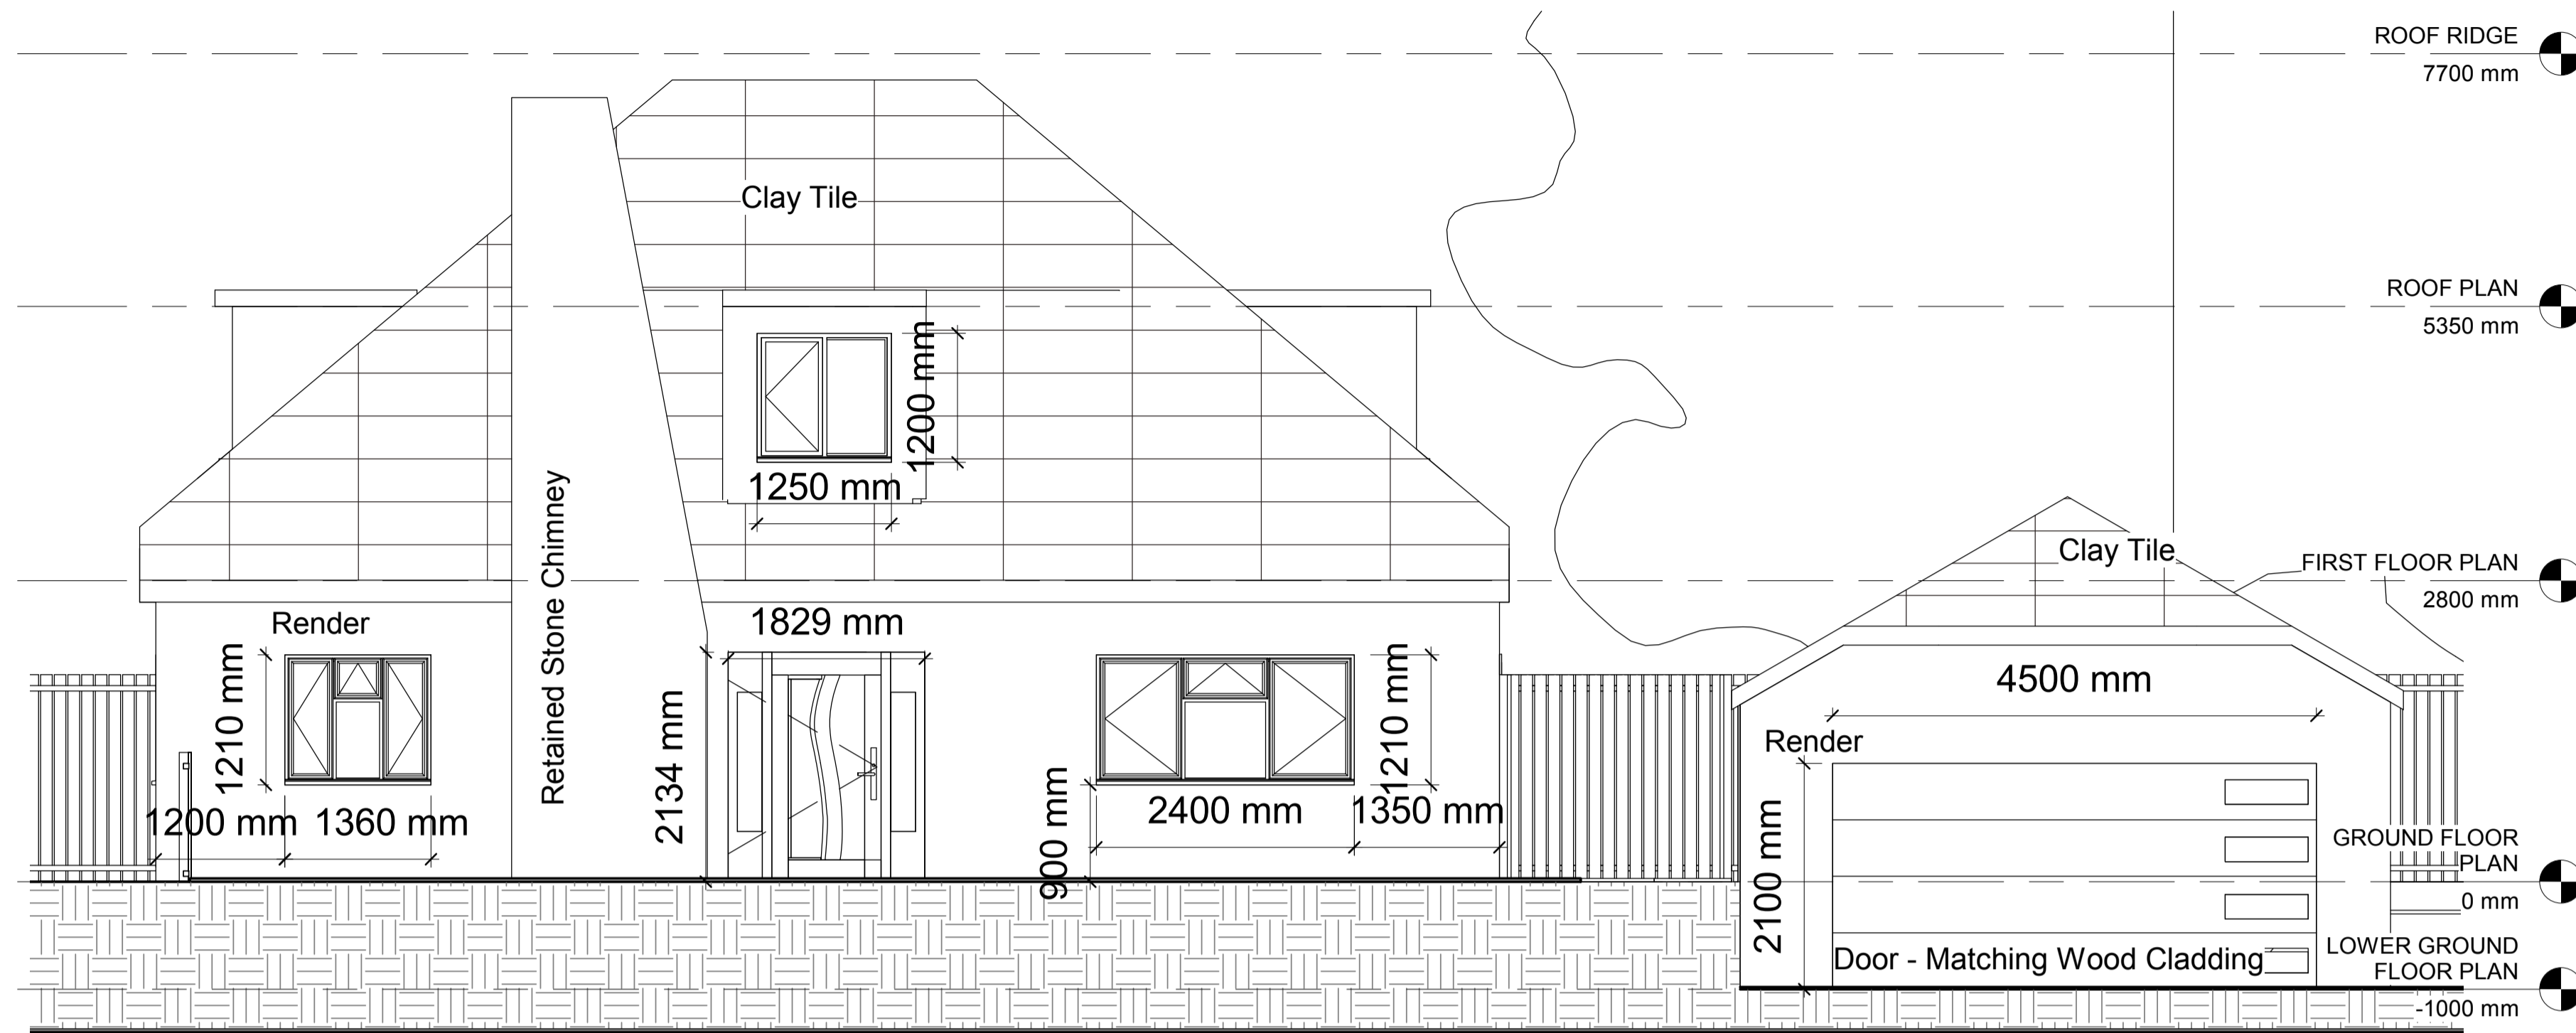 ROOF RIDGE
7700 mm
Clay Tile
ROOF PLAN
5350 mm
1200 mm
1250 mm
Retained Stone Chimney
Clay Tile
FIRST FLOOR PLAN
2800 mm
Render
1829 mm
1210 mm
2134 mm
1210 mm
4500 mm
Render
1200 mm
1360 mm
900 mm
2400 mm
1350 mm
2100 mm
GROUND FLOOR
PLAN
0 mm
Door - Matching Wood Cladding
LOWER GROUND
FLOOR PLAN
-1000 mm